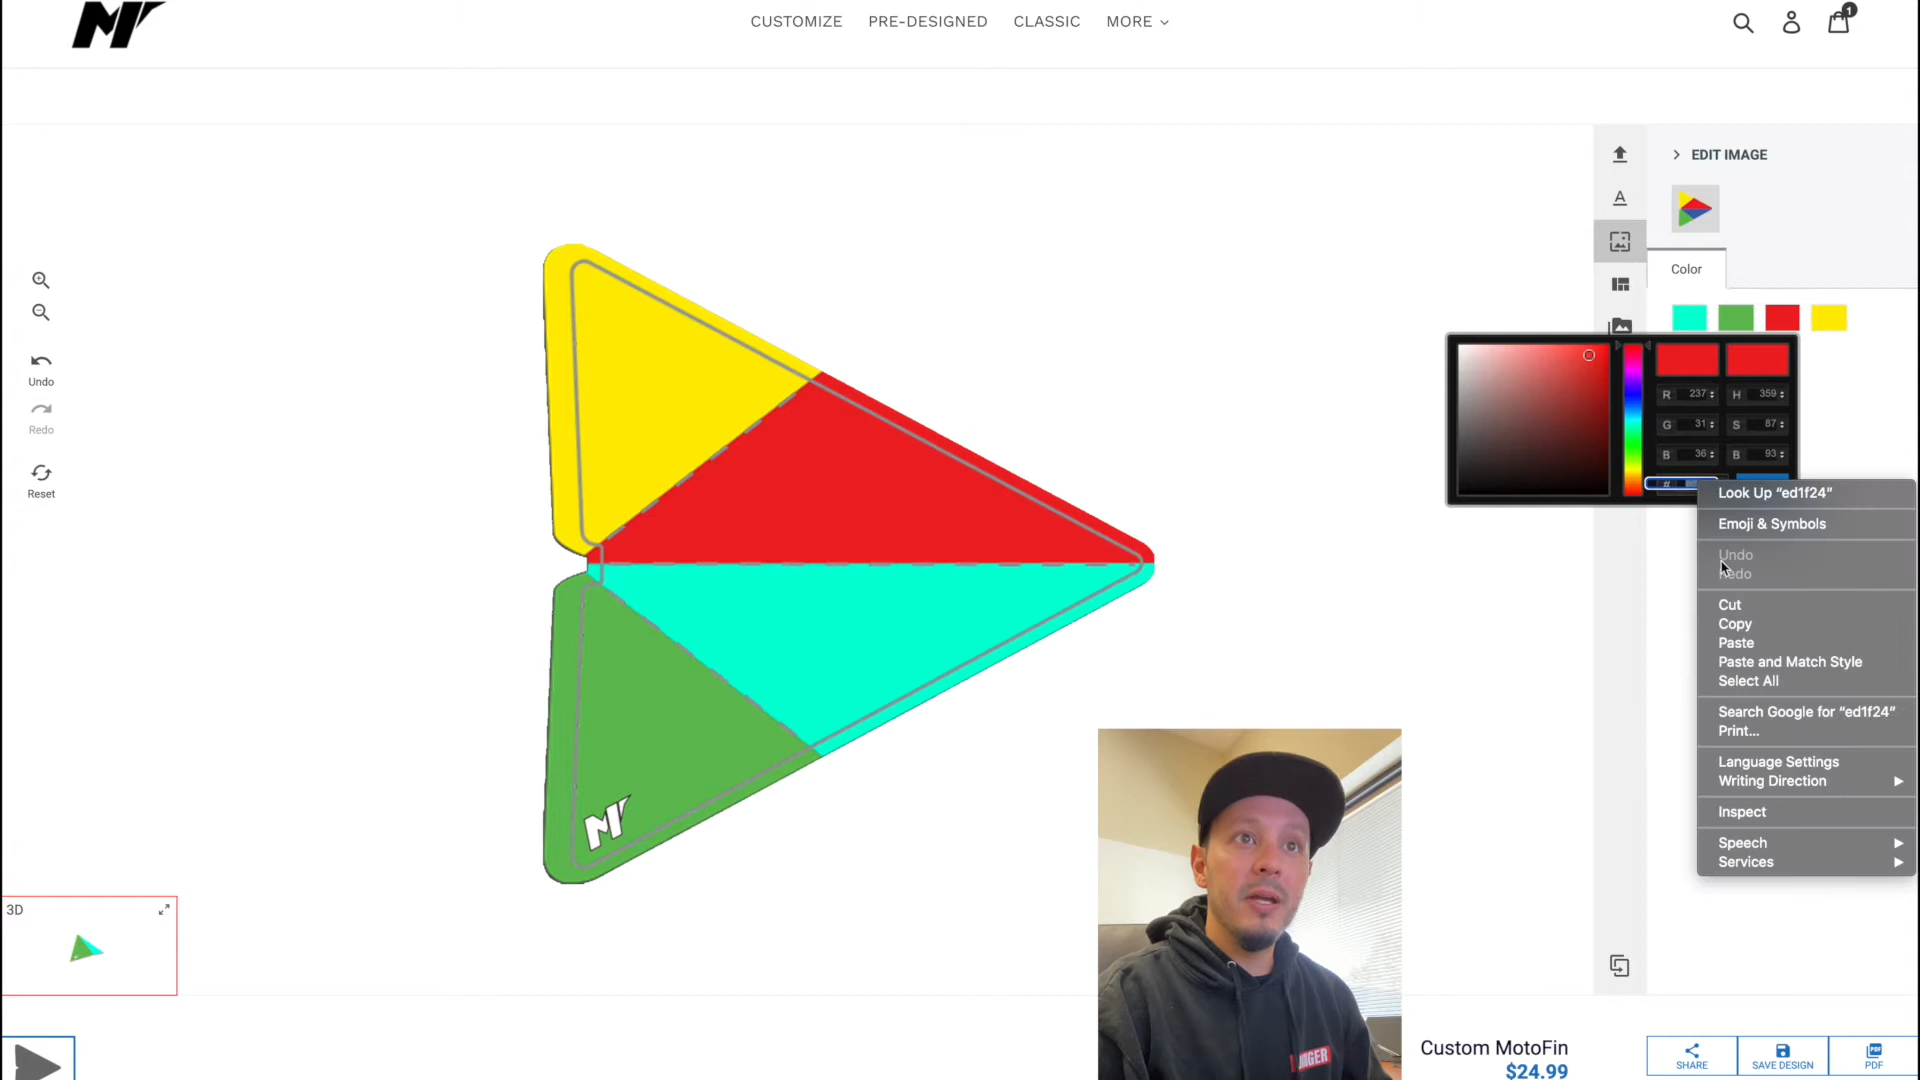 CUSTOMIZE PRE-DESIGNED CLASSIC MORE
1
EDIT IMAGE
Color
Undo
Redo
Reset
R 237 H 359
G 31 S 87
B 36 B 93
#
Look Up “ed1f24”
Emoji & Symbols
Undo
Redo
Cut
Copy
Paste
Paste and Match Style
Select All
Search Google for “ed1f24”
Print...
Language Settings
Writing Direction
Inspect
Speech
Services
3D
Custom MotoFin
$24.99
SHARE
SAVE DESIGN
PDF
PDF